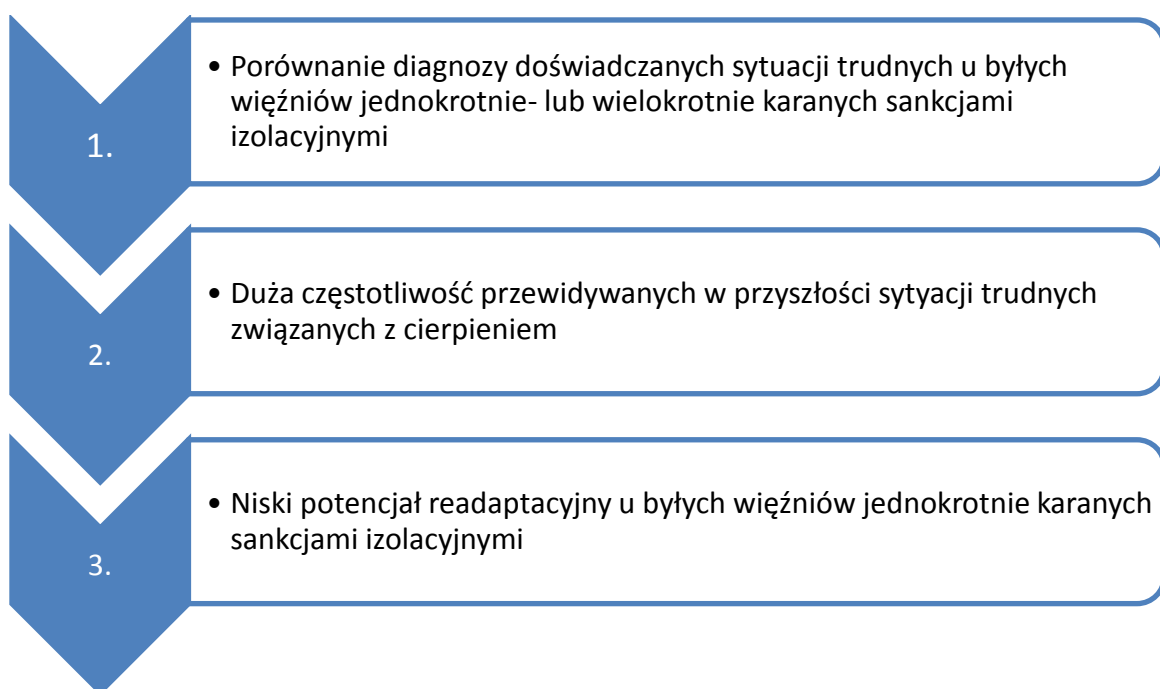 1.
• Porównanie diagnozy doświadczanych sytuacji trudnych u byłych
więźniów jednokrotnie- lub wielokrotnie karanych sankcjami
izolacyjnymi
2.
• Duża częstotliwość przewidywanych w przyszłości sytyacji trudnych
związanych z cierpieniem
3.
• Niski potencjał readaptacyjny u byłych więźniów jednokrotnie karanych
sankcjami izolacyjnymi